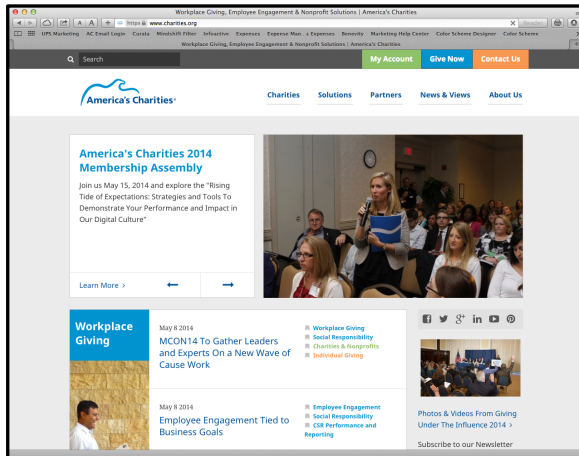 Workplace Giving, Employee Engagement & Nonprofit Solutions | America's Charities
A A + https www.charities.org Reader
UPS Marketing AC Email Login Curata Mindshift Filter Infoactive Expenses Expense Man...s Expenses Benevity Marketing Help Center Color Scheme Designer Color Scheme
Workplace Giving, Employee Engagement & Nonprofit Solutions | America's Charities
Search My Account Give Now Contact Us
America's Charities
Charities Solutions Partners News & Views About Us
America's Charities 2014
Membership Assembly
Join us May 15, 2014 and explore the "Rising
Tide of Expectations: Strategies and Tools To
Demonstrate Your Performance and Impact in
Our Digital Culture"
Learn More >
Workplace
Giving
May 8 2014
MCON14 To Gather Leaders
and Experts On a New Wave of
Cause Work
Workplace Giving
Social Responsibility
Charities & Nonprofits
Individual Giving
May 8 2014
Employee Engagement Tied to
Business Goals
Employee Engagement
Social Responsibility
CSR Performance and
Reporting
Photos & Videos From Giving
Under The Influence 2014 >
Subscribe to our Newsletter